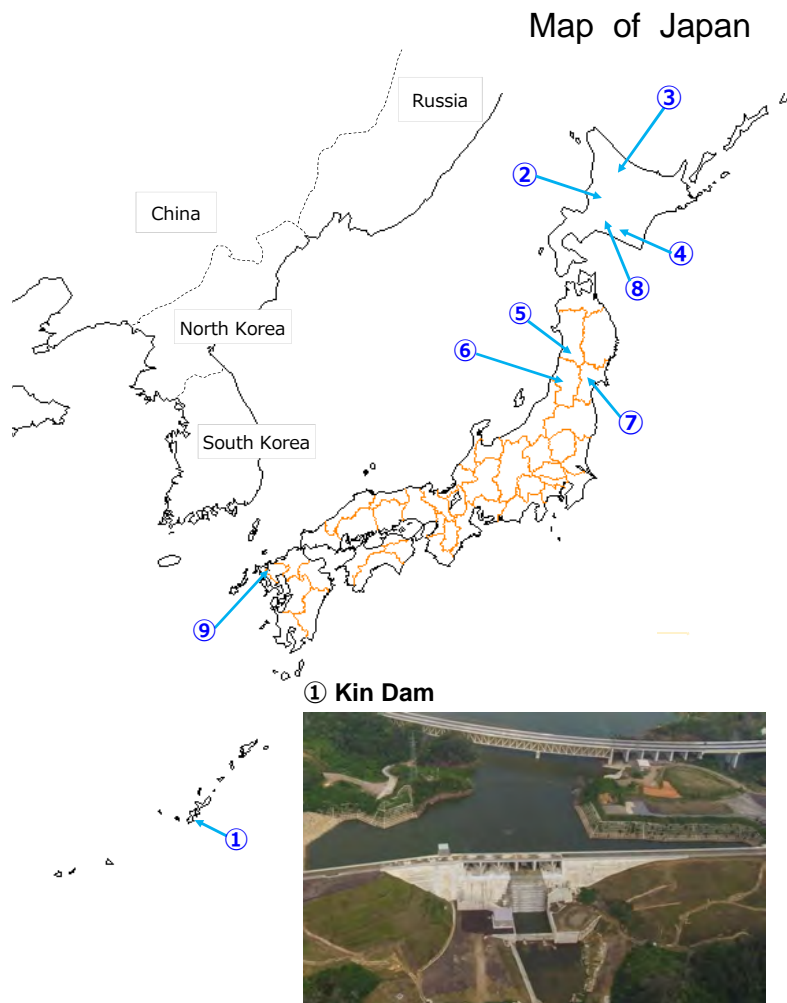 Map of Japan
Russia
③
②
China
④
⑧
North Korea
⑤
⑥
⑦
South Korea
⑨
① Kin Dam
①